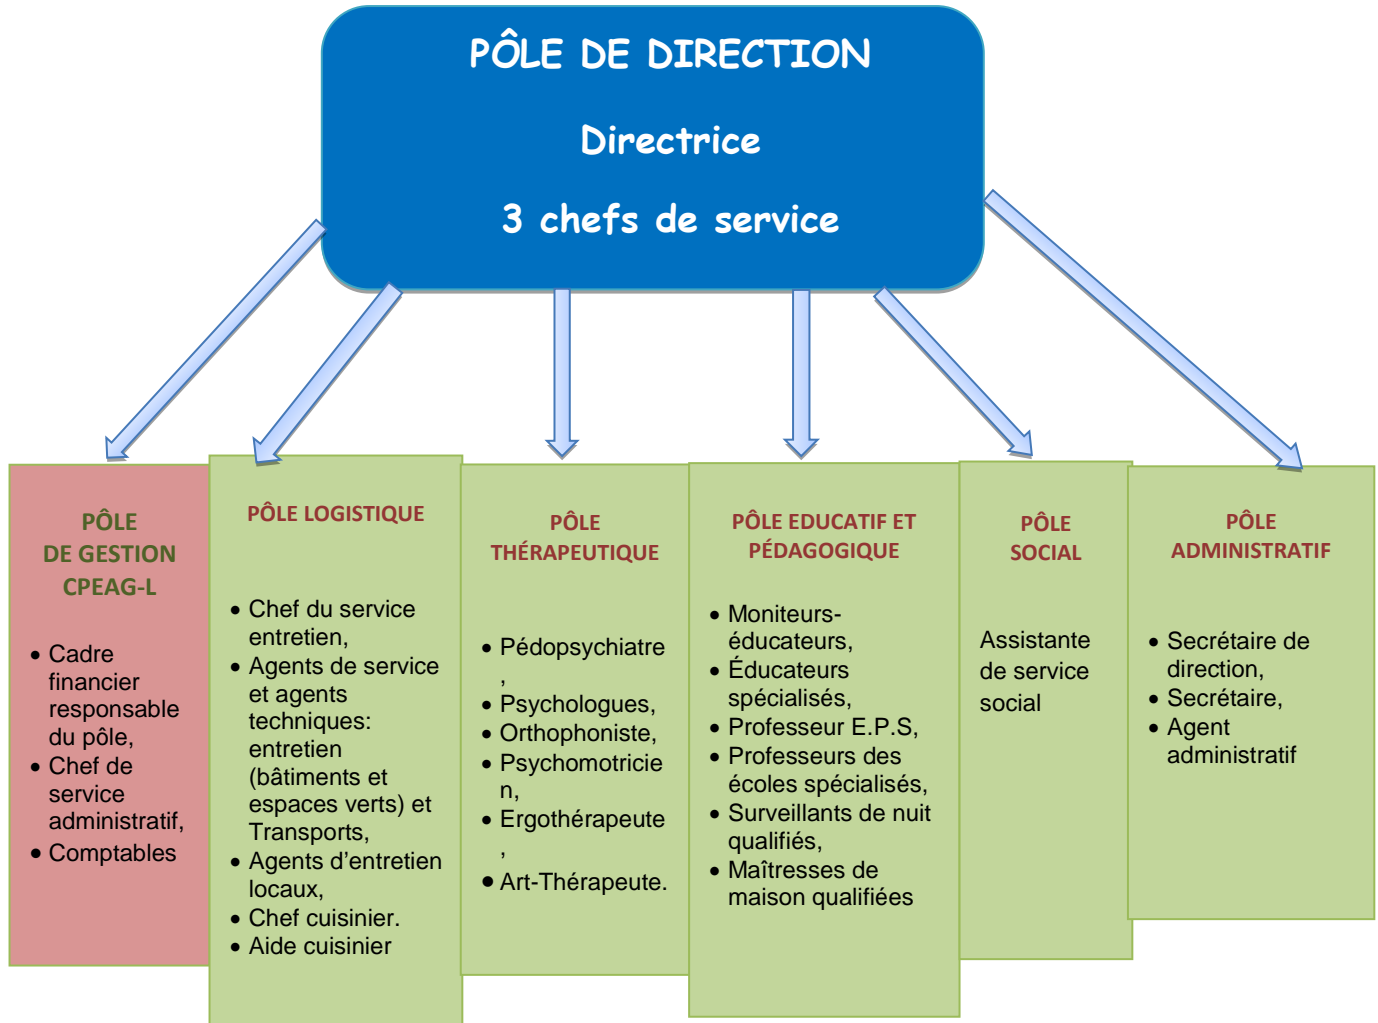 PÔLE DE DIRECTION
Directrice
3 chefs de service
PÔLE
DE GESTION
CPEAG-L
• Cadre
financier
responsable
du pôle,
• Chef de
service
administratif,
• Comptables
PÔLE LOGISTIQUE
• Chef du service
entretien,
• Agents de service
et agents
techniques:
entretien
(bâtiments et
espaces verts) et
Transports,
• Agents d’entretien
locaux,
• Chef cuisinier.
• Aide cuisinier
PÔLE
THÉRAPEUTIQUE
• Pédopsychiatre
,
• Psychologues,
• Orthophoniste,
• Psychomotricie
n,
• Ergothérapeute
,
• Art-Thérapeute.
PÔLE EDUCATIF ET
PÉDAGOGIQUE
• Moniteurs-
éducateurs,
• Éducateurs
spécialisés,
• Professeur E.P.S,
• Professeurs des
écoles spécialisés,
• Surveillants de nuit
qualifiés,
• Maîtresses de
maison qualifiées
PÔLE
SOCIAL
Assistante
de service
social
PÔLE
ADMINISTRATIF
• Secrétaire de
direction,
• Secrétaire,
• Agent
administratif